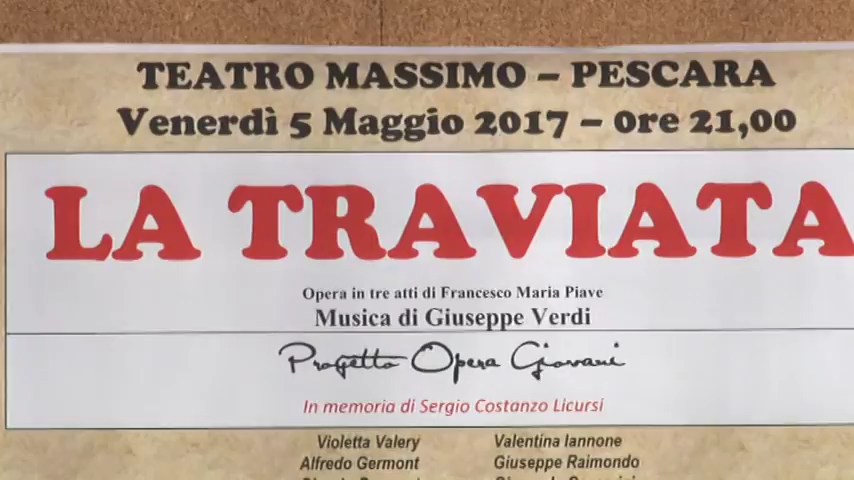 TEATRO MASSIMO – PESCARA
Venerdì 5 Maggio 2017 – Ore 21,00
LA TRAVIATA
Opera in tre atti di Francesco Maria Piave
Musica di Giuseppe Verdi
Progetto Opera Giovani
In memoria di Sergio Costanzo Licursi
Violetta Valery Valentina Iannone
Alfredo Germont Giuseppe Raimondo